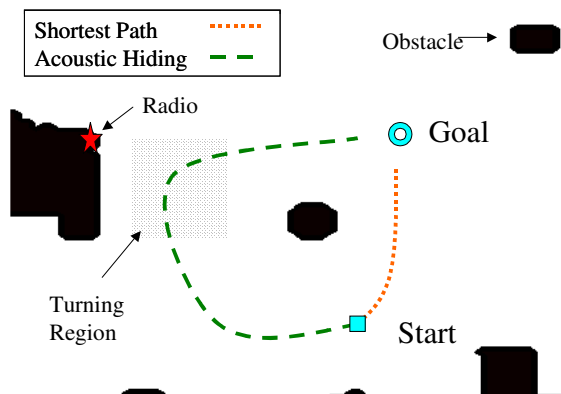 Shortest Path
Acoustic Hiding
Obstacle
Radio
Goal
Turning
Region
Start